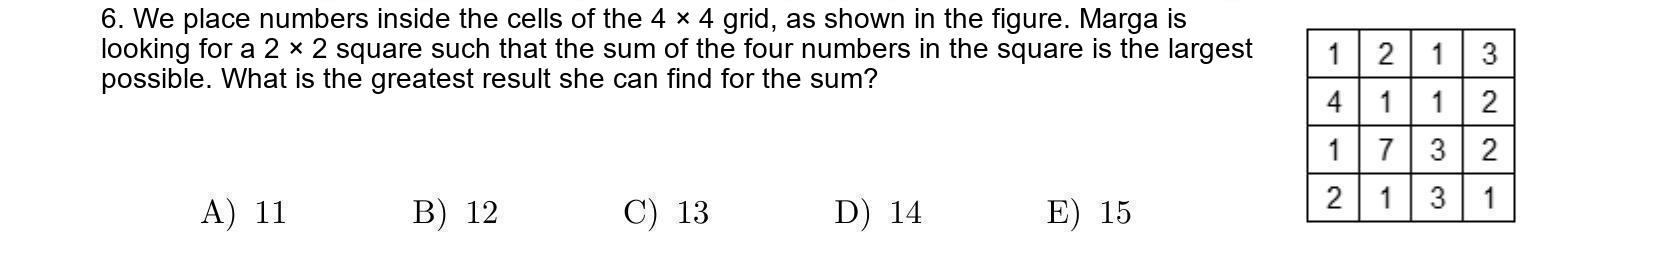 6. We place numbers inside the cells of the 4 × 4 grid, as shown in the figure. Marga is
looking for a 2 × 2 square such that the sum of the four numbers in the square is the largest
possible. What is the greatest result she can find for the sum?
A) 11 B) 12 C) 13 D) 14 E) 15
1 2 1 3
4 1 1 2
1 7 3 2
2 1 3 1